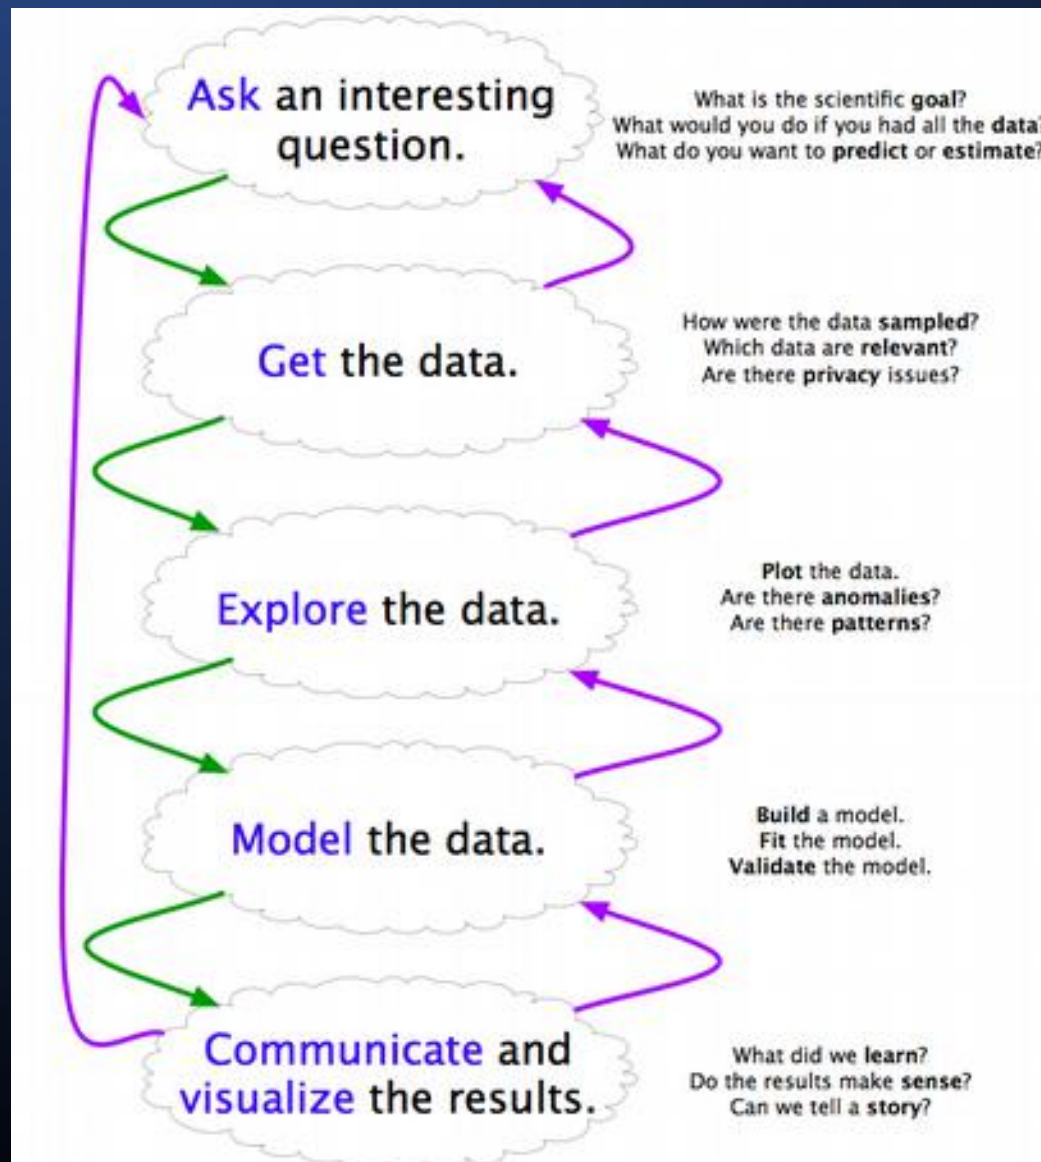 Ask an interesting
question.
What is the scientific goal?
What would you do if you had all the data?
What do you want to predict or estimate?
Get the data.
How were the data sampled?
Which data are relevant?
Are there privacy issues?
Explore the data.
Plot the data.
Are there anomalies?
Are there patterns?
Model the data.
Build a model.
Fit the model.
Validate the model.
Communicate and
visualize the results.
What did we learn?
Do the results make sense?
Can we tell a story?